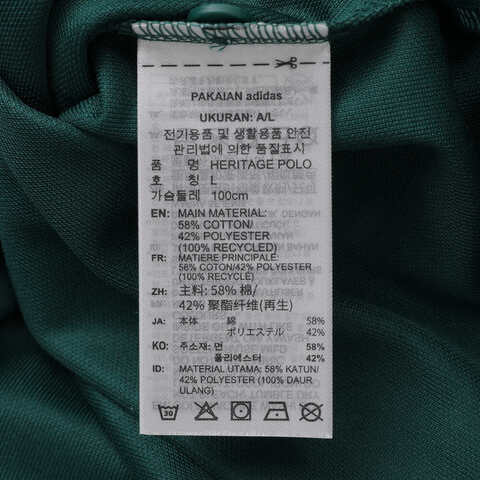 PAKAIAN adidas
UKURAN: A/L
전기용품 및 생활용품 안전
관리법에 의한 품질표시
품 명 HERITAGE POLO
호 칭 L
가슴둘레 100cm
EN: MAIN MATERIAL:
58% COTTON/
42% POLYESTER
(100% RECYCLED)
FR: MATIERE PRINCIPALE:
58% COTON/42% POLYESTER
(100% RECYCLE)
ZH: 主料: 58% 棉/
42% 聚酯纤维(再生)
JA: 本体 綿 58%
ポリエステル 42%
KO: 주소재: 면 58%
폴리에스터 42%
ID: MATERIAL UTAMA: 58% KATUN/
42% POLYESTER (100% DAUR
ULANG)
30